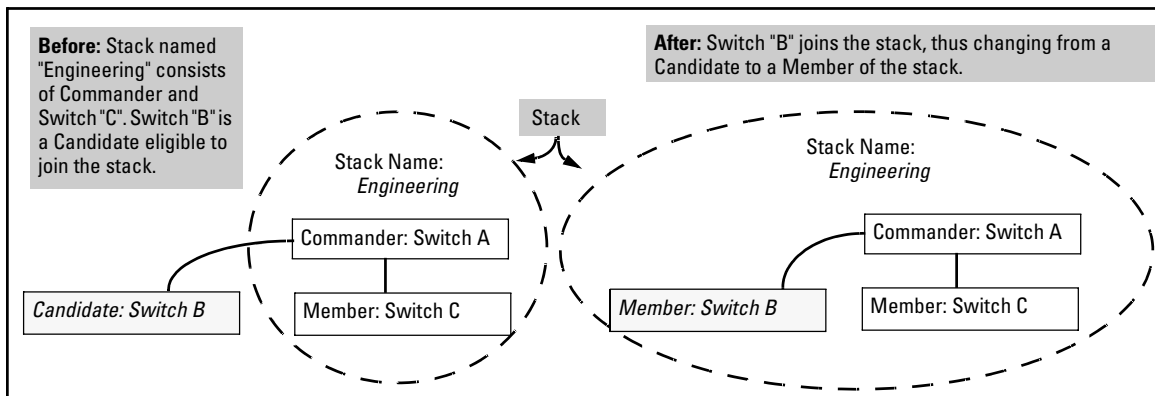 Before: Stack named
"Engineering" consists
of Commander and
Switch "C". Switch "B" is
a Candidate eligible to
join the stack.
After: Switch "B" joins the stack, thus changing from a
Candidate to a Member of the stack.
Stack
Stack Name:
Engineering
Commander: Switch A
Candidate: Switch B
Member: Switch C
Stack Name:
Engineering
Commander: Switch A
Member: Switch B
Member: Switch C